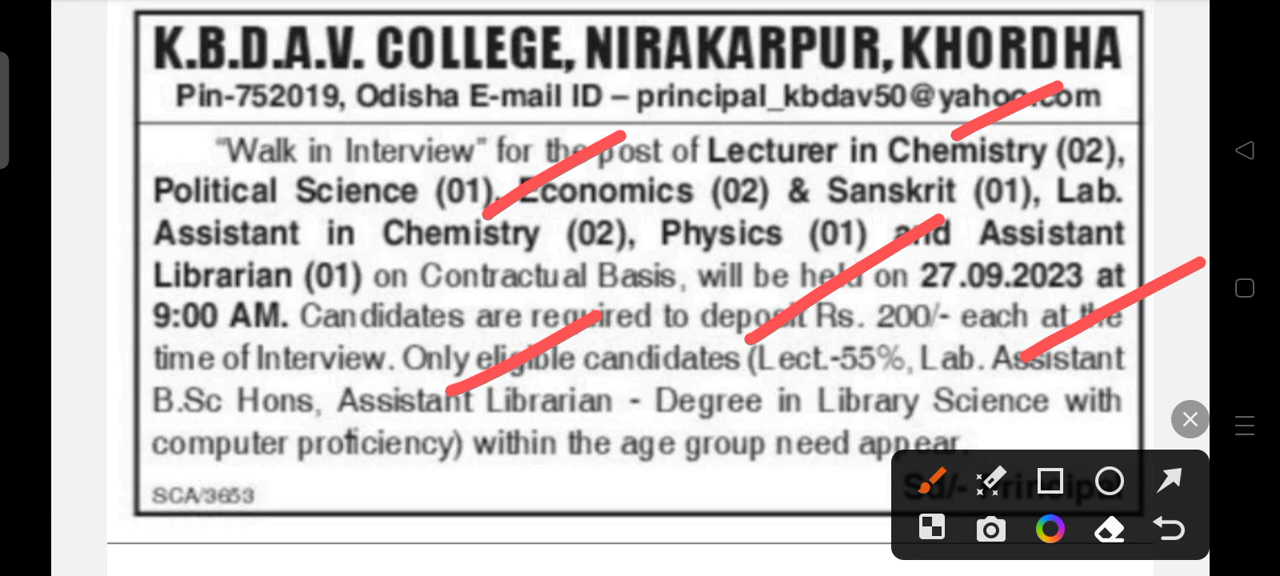 K.B.D.A.V. COLLEGE, NIRAKARPUR, KHORDHA
Pin-752019, Odisha E-mail ID – principal_kbdav50@yahoo.com
"Walk in Interview" for the post of Lecturer in Chemistry (02),
Political Science (01), Economics (02) & Sanskrit (01), Lab.
Assistant in Chemistry (02), Physics (01) and Assistant
Librarian (01) on Contractual Basis, will be held on 27.09.2023 at
9:00 AM. Candidates are required to deposit Rs. 200/- each at the
time of Interview. Only eligible candidates (Lect.-55%, Lab. Assistant
B.Sc Hons, Assistant Librarian - Degree in Library Science with
computer proficiency) within the age group need appear.
Sd/- Principal
SCA/3653